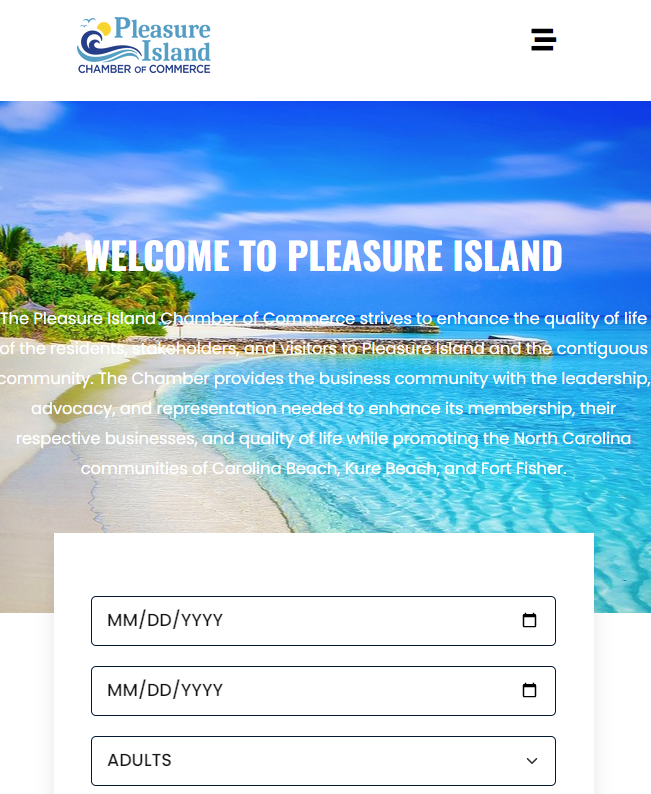 Pleasure
Island
CHAMBER OF COMMERCE
WELCOME TO PLEASURE ISLAND
The Pleasure Island Chamber of Commerce strives to enhance the quality of life
of the residents, stakeholders, and visitors to Pleasure Island and the contiguous
community. The Chamber provides the business community with the leadership,
advocacy, and representation needed to enhance its membership, their
respective businesses, and quality of life while promoting the North Carolina
communities of Carolina Beach, Kure Beach, and Fort Fisher.
MM/DD/YYYY
MM/DD/YYYY
ADULTS